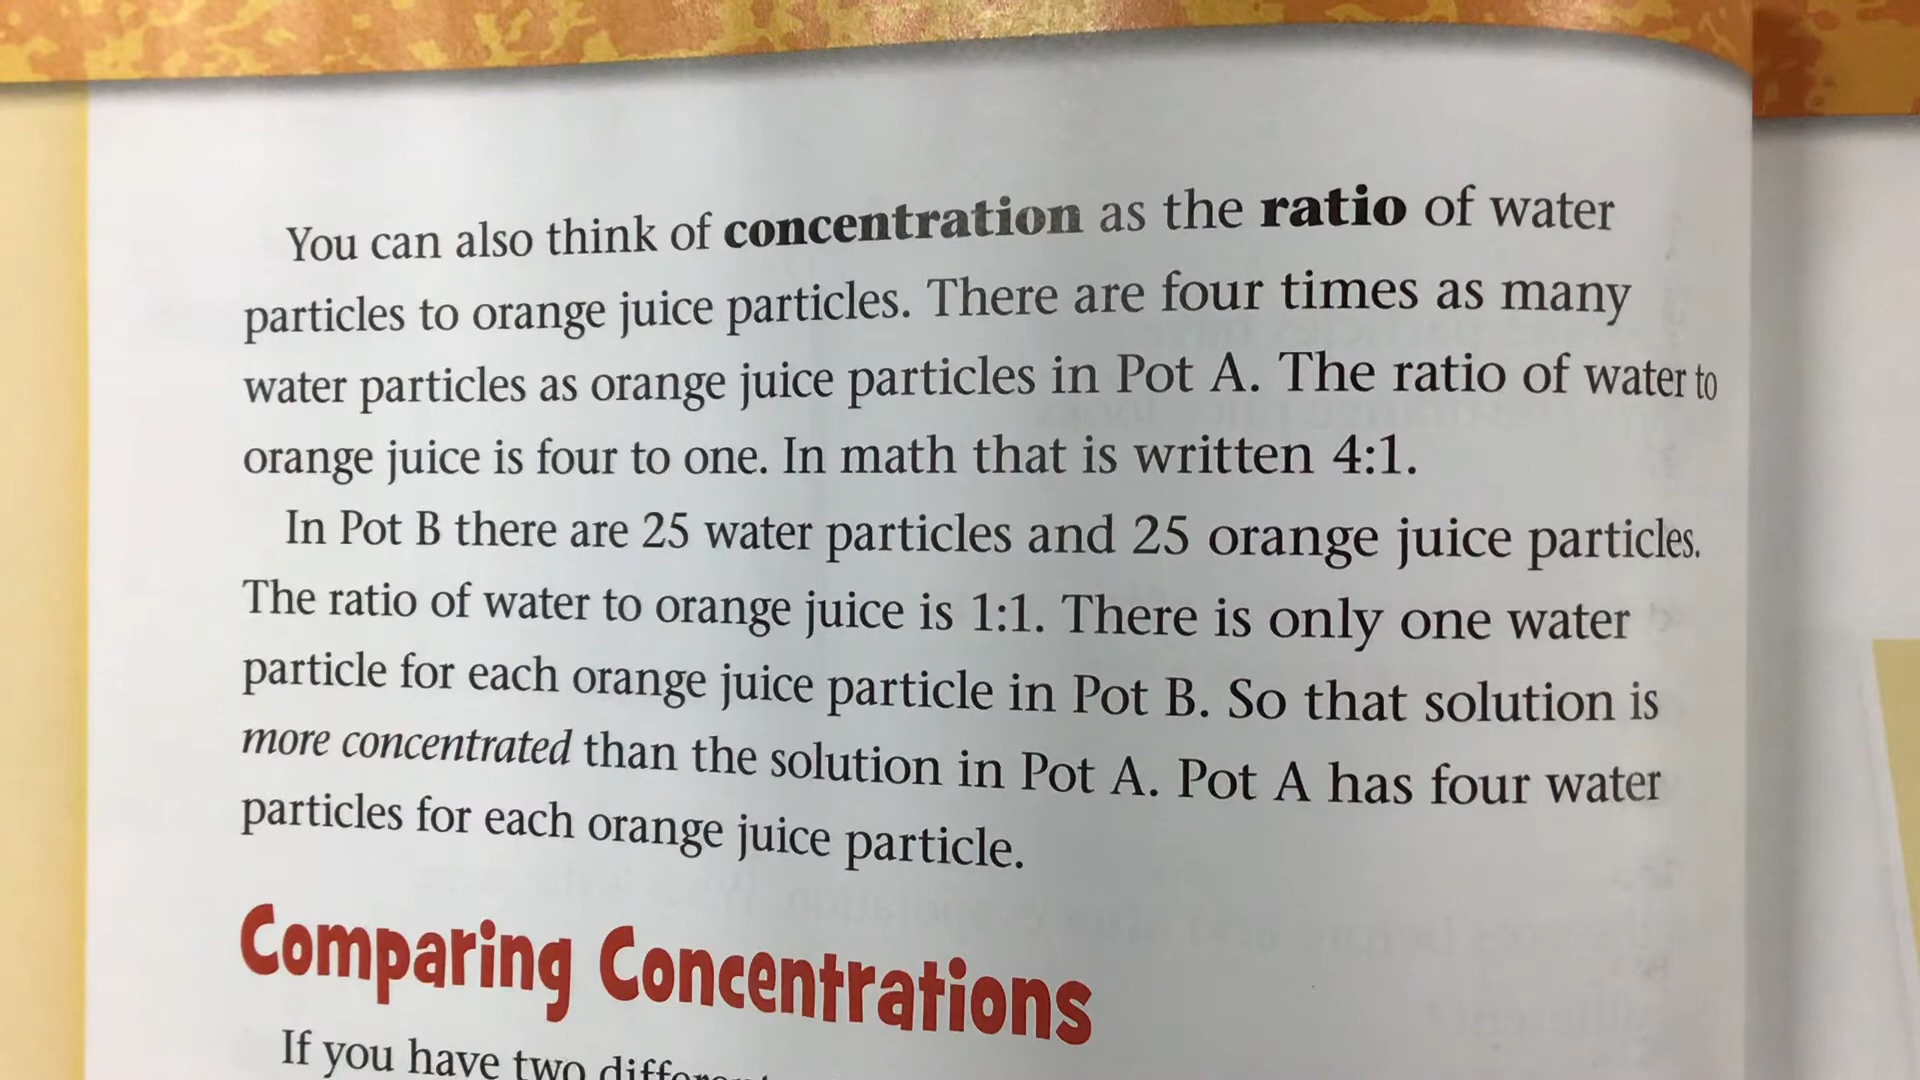 You can also think of concentration as the ratio of water
particles to orange juice particles. There are four times as many
water particles as orange juice particles in Pot A. The ratio of water to
orange juice is four to one. In math that is written 4:1.
In Pot B there are 25 water particles and 25 orange juice particles.
The ratio of water to orange juice is 1:1. There is only one water
particle for each orange juice particle in Pot B. So that solution is
more concentrated than the solution in Pot A. Pot A has four water
particles for each orange juice particle.
Comparing Concentrations
If you have two